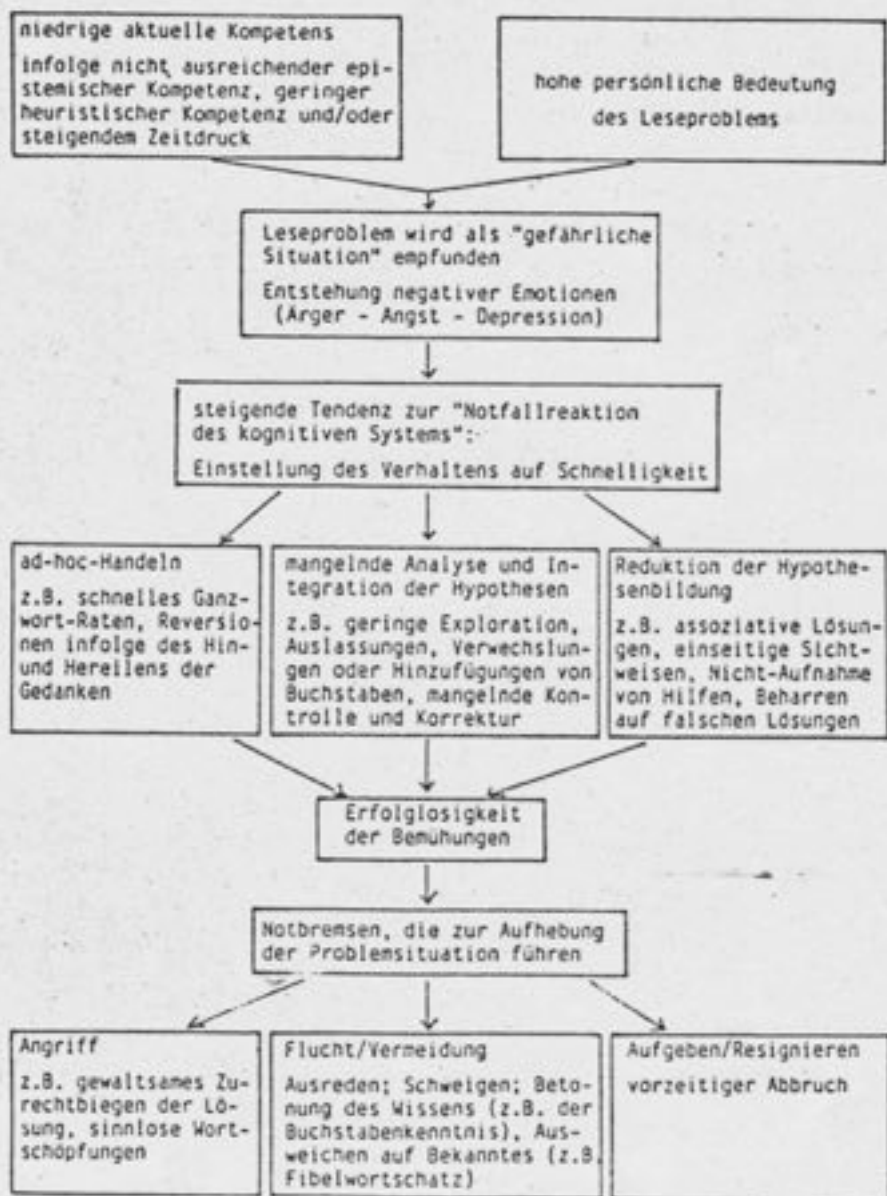 niedrige aktuelle Kompetens
infolge nicht ausreichender epi-
stemischer Kompetenz, geringer
heuristischer Kompetenz und/oder
steigendem Zeitdruck
hohe persönliche Bedeutung
des Leseproblems
Leseproblem wird als "gefährliche
Situation" empfunden
Entstehung negativer Emotionen
(Ärger - Angst - Depression)
steigende Tendenz zur "Notfallreaktion
des kognitiven Systems":
Einstellung des Verhaltens auf Schnelligkeit
ad-hoc-Handeln
z.B. schnelles Ganz-
wort-Raten, Reversio-
nen infolge des Hin-
und Hereilens der
Gedanken
mangelnde Analyse und In-
tegration der Hypothesen
z.B. geringe Exploration,
Auslassungen, Verwechslun-
gen oder Hinzufügungen von
Buchstaben, mangelnde Kon-
trolle und Korrektur
Reduktion der Hypothe-
senbildung
z.B. assoziative Lösun-
gen, einseitige Sicht-
weisen, Nicht-Aufnahme
von Hilfen, Beharren
auf falschen Lösungen
Erfolglosigkeit
der Bemühungen
Notbremsen, die zur Aufhebung
der Problemsituation führen
Angriff
z.B. gewaltsames Zu-
rechtbiegen der Lö-
sung, sinnlose Wort-
schöpfungen
Flucht/Vermeidung
Ausreden; Schweigen; Beto-
nung des Wissens (z.B. der
Buchstabenkenntnis), Aus-
weichen auf Bekanntes (z.B.
Fibelwortschatz)
Aufgeben/Resignieren
vorzeitiger Abbruch